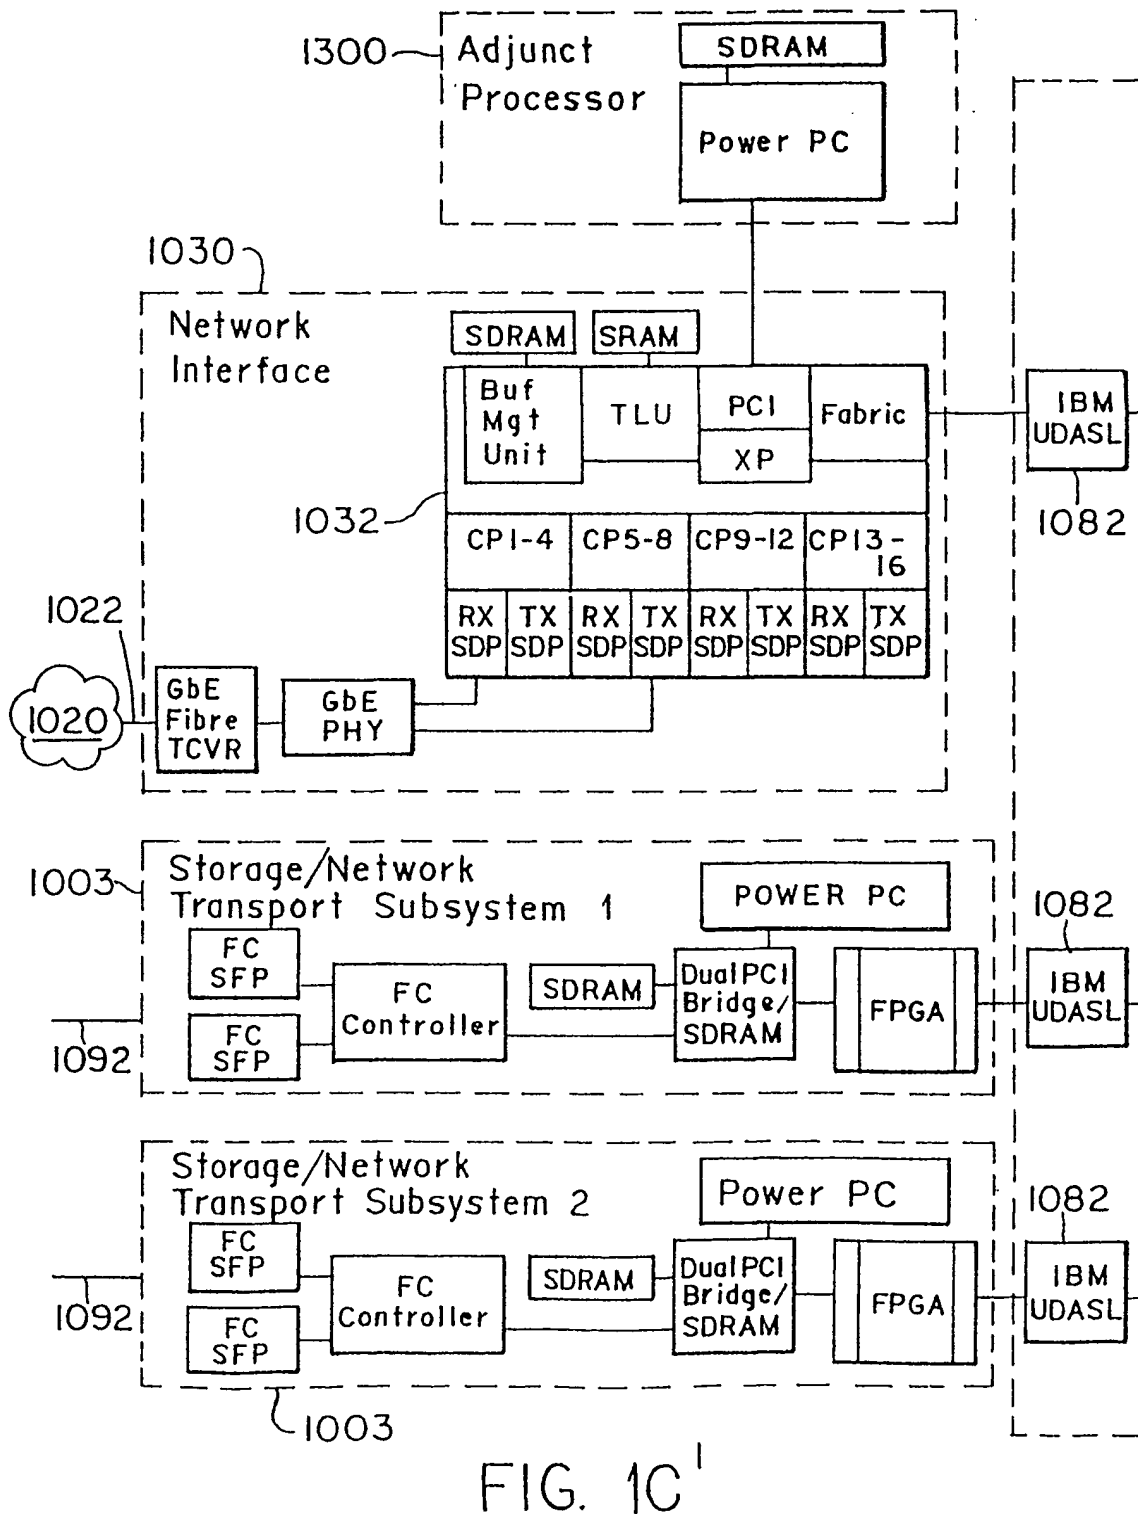 1300
Adjunct
Processor
SDRAM
Power PC
1030
Network
Interface
SDRAM
SRAM
Buf
Mgt
Unit
TLU
PCI
XP
Fabric
IBM
UDASL
1082
1032
CP1-4
CP5-8
CP9-12
CP13-
16
RX
SDP
TX
SDP
RX
SDP
TX
SDP
RX
SDP
TX
SDP
RX
SDP
TX
SDP
1022
1020
GbE
Fibre
TCVR
GbE
PHY
1003
Storage/Network
Transport Subsystem 1
POWER PC
FC
SFP
FC
SFP
FC
Controller
SDRAM
Dual PCI
Bridge/
SDRAM
FPGA
1082
IBM
UDASL
1092
Storage/Network
Transport Subsystem 2
Power PC
FC
SFP
FC
SFP
FC
Controller
SDRAM
Dual PCI
Bridge/
SDRAM
FPGA
1082
IBM
UDASL
1092
1003
FIG. 1C'